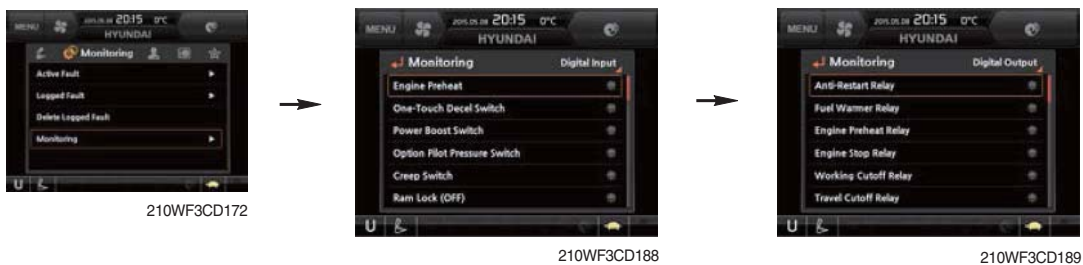 MENU 2015.05.08 20:15 0°C
HYUNDAI
Monitoring
Active Fault
Logged Fault
Delete Logged Fault
Monitoring
U
210WF3CD172
MENU 2015.05.08 20:15 0°C
HYUNDAI
Monitoring Digital Input
Engine Preheat
One-Touch Decel Switch
Power Boost Switch
Option Pilot Pressure Switch
Creep Switch
Ram Lock (OFF)
U
210WF3CD188
MENU 2015.05.08 20:15 0°C
HYUNDAI
Monitoring Digital Output
Anti-Restart Relay
Fuel Warmer Relay
Engine Preheat Relay
Engine Stop Relay
Working Cutoff Relay
Travel Cutoff Relay
U
210WF3CD189